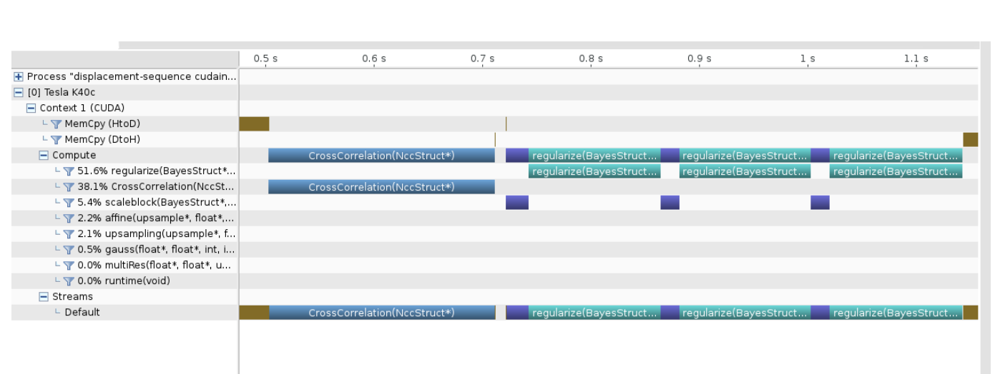 0.5 s 0.6 s 0.7 s 0.8 s 0.9 s 1 s 1.1 s
Process "displacement-sequence cudain...
[0] Tesla K40c
Context 1 (CUDA)
MemCpy (HtoD)
MemCpy (DtoH)
Compute CrossCorrelation(NccStruct*) regularize(BayesStruct... regularize(BayesStruct... regularize(BayesStruct...
51.6% regularize(BayesStruct*... regularize(BayesStruct... regularize(BayesStruct... regularize(BayesStruct...
38.1% CrossCorrelation(NccSt... CrossCorrelation(NccStruct*)
5.4% scaleblock(BayesStruct*,...
2.2% affine(upsample*, float*,...
2.1% upsampling(upsample*, f...
0.5% gauss(float*, float*, int, i...
0.0% multiRes(float*, float*, u...
0.0% runtime(void)
Streams
Default CrossCorrelation(NccStruct*) regularize(BayesStruct... regularize(BayesStruct... regularize(BayesStruct...